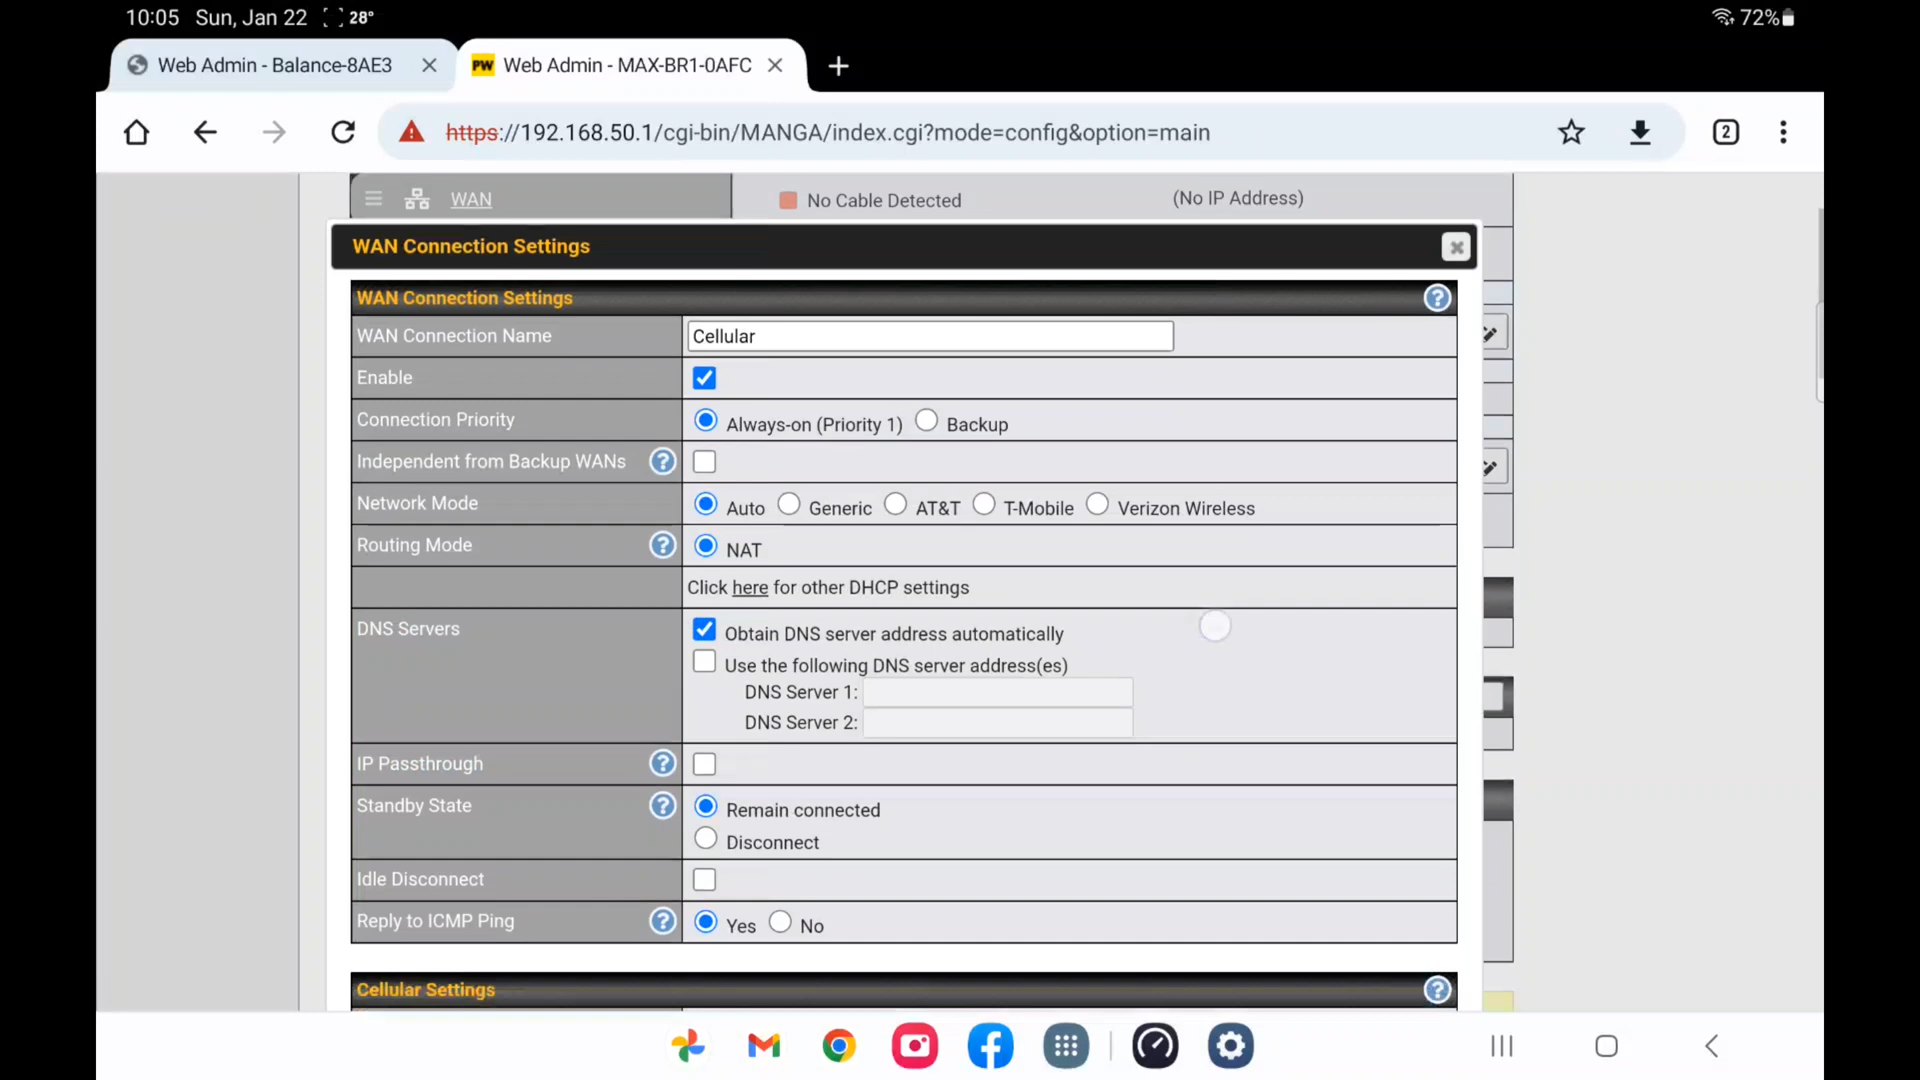 10:05 Sun, Jan 22 28° 72%
Web Admin - Balance-8AE3 PW Web Admin - MAX-BR1-0AFC
https://192.168.50.1/cgi-bin/MANGA/index.cgi?mode=config&option=main 2
WAN No Cable Detected (No IP Address)
WAN Connection Settings
WAN Connection Settings ?
WAN Connection Name Cellular
Enable
Connection Priority Always-on (Priority 1) Backup
Independent from Backup WANs ?
Network Mode Auto Generic AT&T T-Mobile Verizon Wireless
Routing Mode ? NAT
Click here for other DHCP settings
DNS Servers Obtain DNS server address automatically
Use the following DNS server address(es)
DNS Server 1:
DNS Server 2:
IP Passthrough ?
Standby State ? Remain connected
Disconnect
Idle Disconnect
Reply to ICMP Ping ? Yes No
Cellular Settings ?